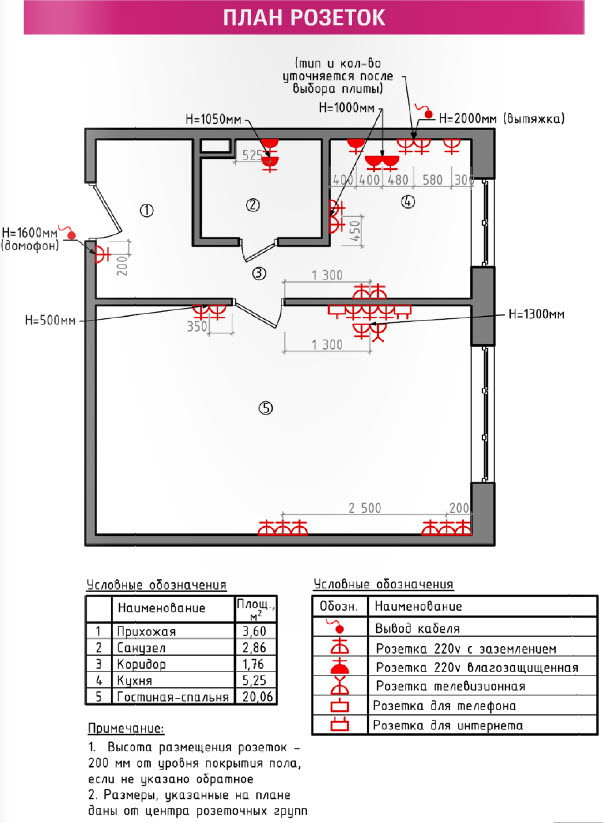 ПЛАН РОЗЕТОК
(тип и кол-во
уточняется после
выбора плиты)
H=1000мм
H=1050мм
H=2000мм (вытяжка)
525
400 400 480 580 300
1
2
4
H=1600мм
(домофон)
450
200
3
1 300
H=500мм
H=1300мм
350
1 300
5
2 500
200
Условные обозначения
Наименование Площ., м²
1 Прихожая 3,60
2 Санузел 2,86
3 Коридор 1,76
4 Кухня 5,25
5 Гостиная-спальня 20,06
Условные обозначения
Обозн. Наименование
Вывод кабеля
Розетка 220v с заземлением
Розетка 220v влагозащищенная
Розетка телевизионная
Розетка для телефона
Розетка для интернета
Примечание:
1. Высота размещения розеток –
200 мм от уровня покрытия пола,
если не указано обратное
2. Размеры, указанные на плане
даны от центра розеточных групп